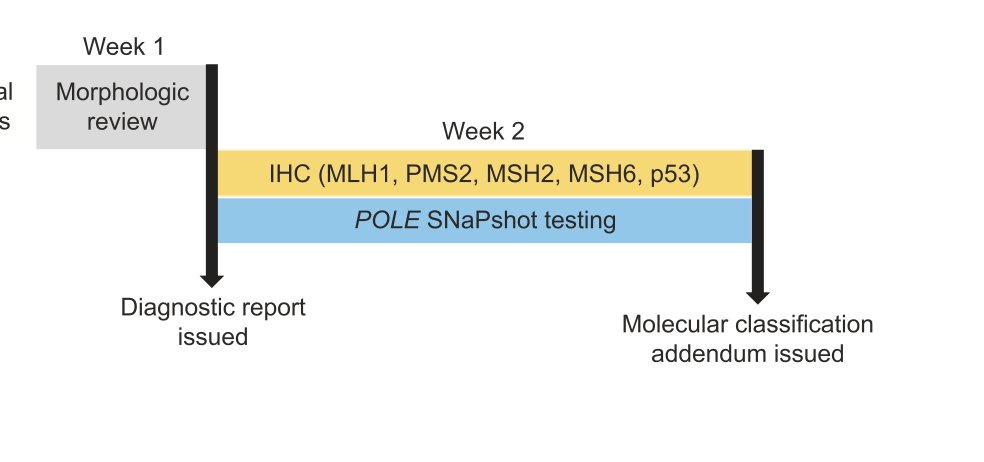 Week 1
Morphologic
review
Week 2
IHC (MLH1, PMS2, MSH2, MSH6, p53)
POLE SNaPshot testing
Diagnostic report
issued
Molecular classification
addendum issued